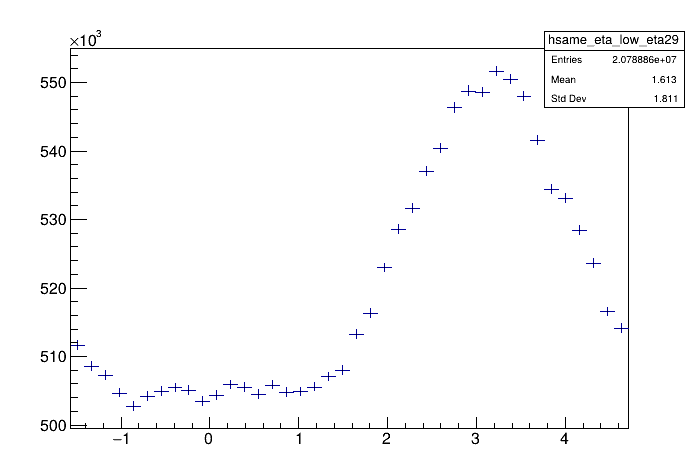 ×10³
hsame_eta_low_eta29
Entries 2.078886e+07
Mean 1.613
Std Dev 1.811
550
540
530
520
510
500
−1 0 1 2 3 4